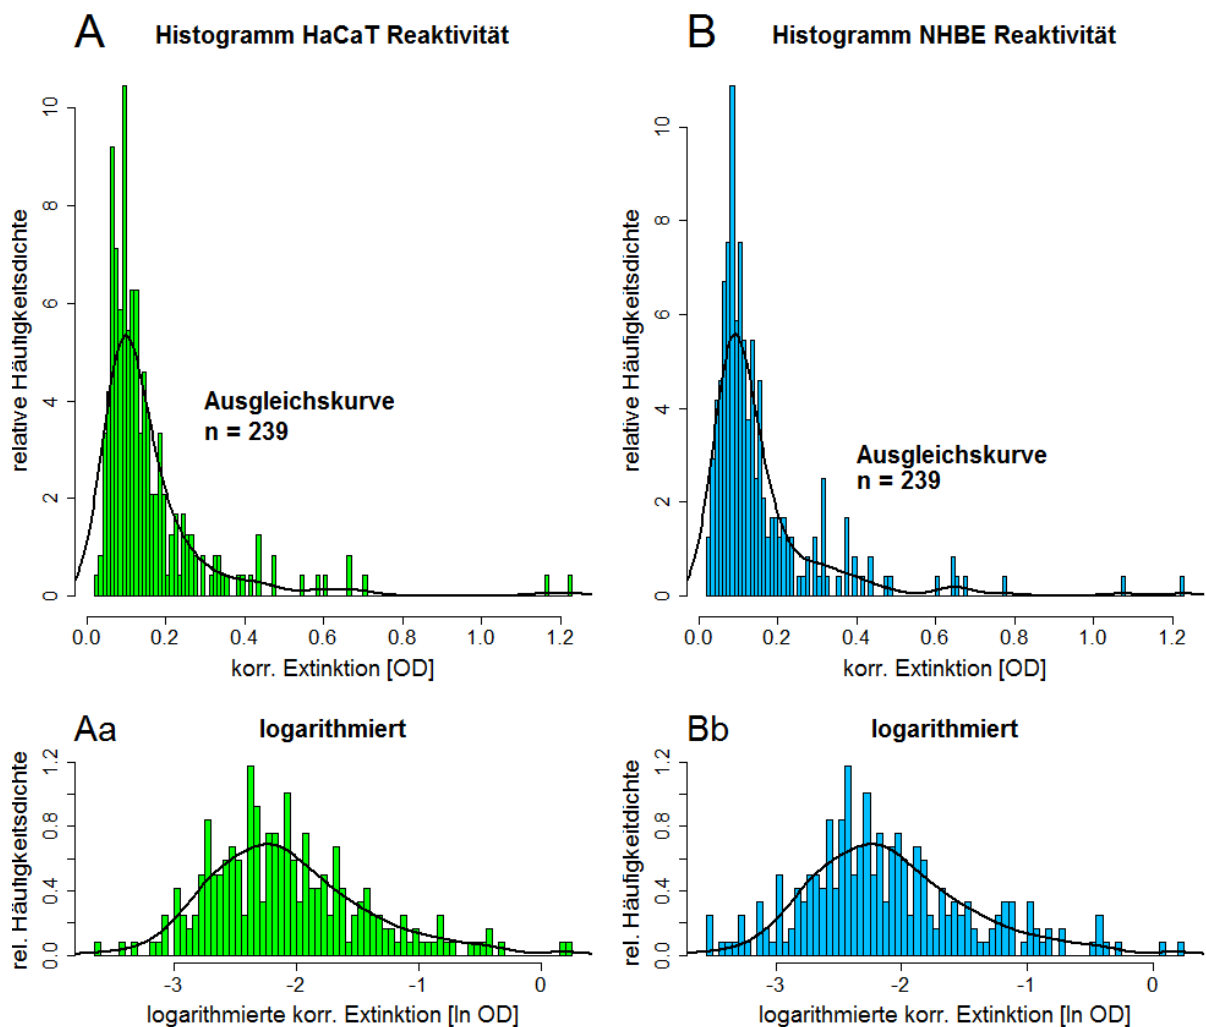 A
Histogramm HaCaT Reaktivität
relative Häufigkeitsdichte
0 2 4 6 8 10
Ausgleichskurve
n = 239
0.0 0.2 0.4 0.6 0.8 1.0 1.2
korr. Extinktion [OD]
B
Histogramm NHBE Reaktivität
relative Häufigkeitsdichte
0 2 4 6 8 10
Ausgleichskurve
n = 239
0.0 0.2 0.4 0.6 0.8 1.0 1.2
korr. Extinktion [OD]
Aa
logarithmiert
rel. Häufigkeitsdichte
0.0 0.4 0.8 1.2
-3 -2 -1 0
logarithmierte korr. Extinktion [ln OD]
Bb
logarithmiert
rel. Häufigkeitdichte
0.0 0.4 0.8 1.2
-3 -2 -1 0
logarithmierte korr. Extinktion [ln OD]